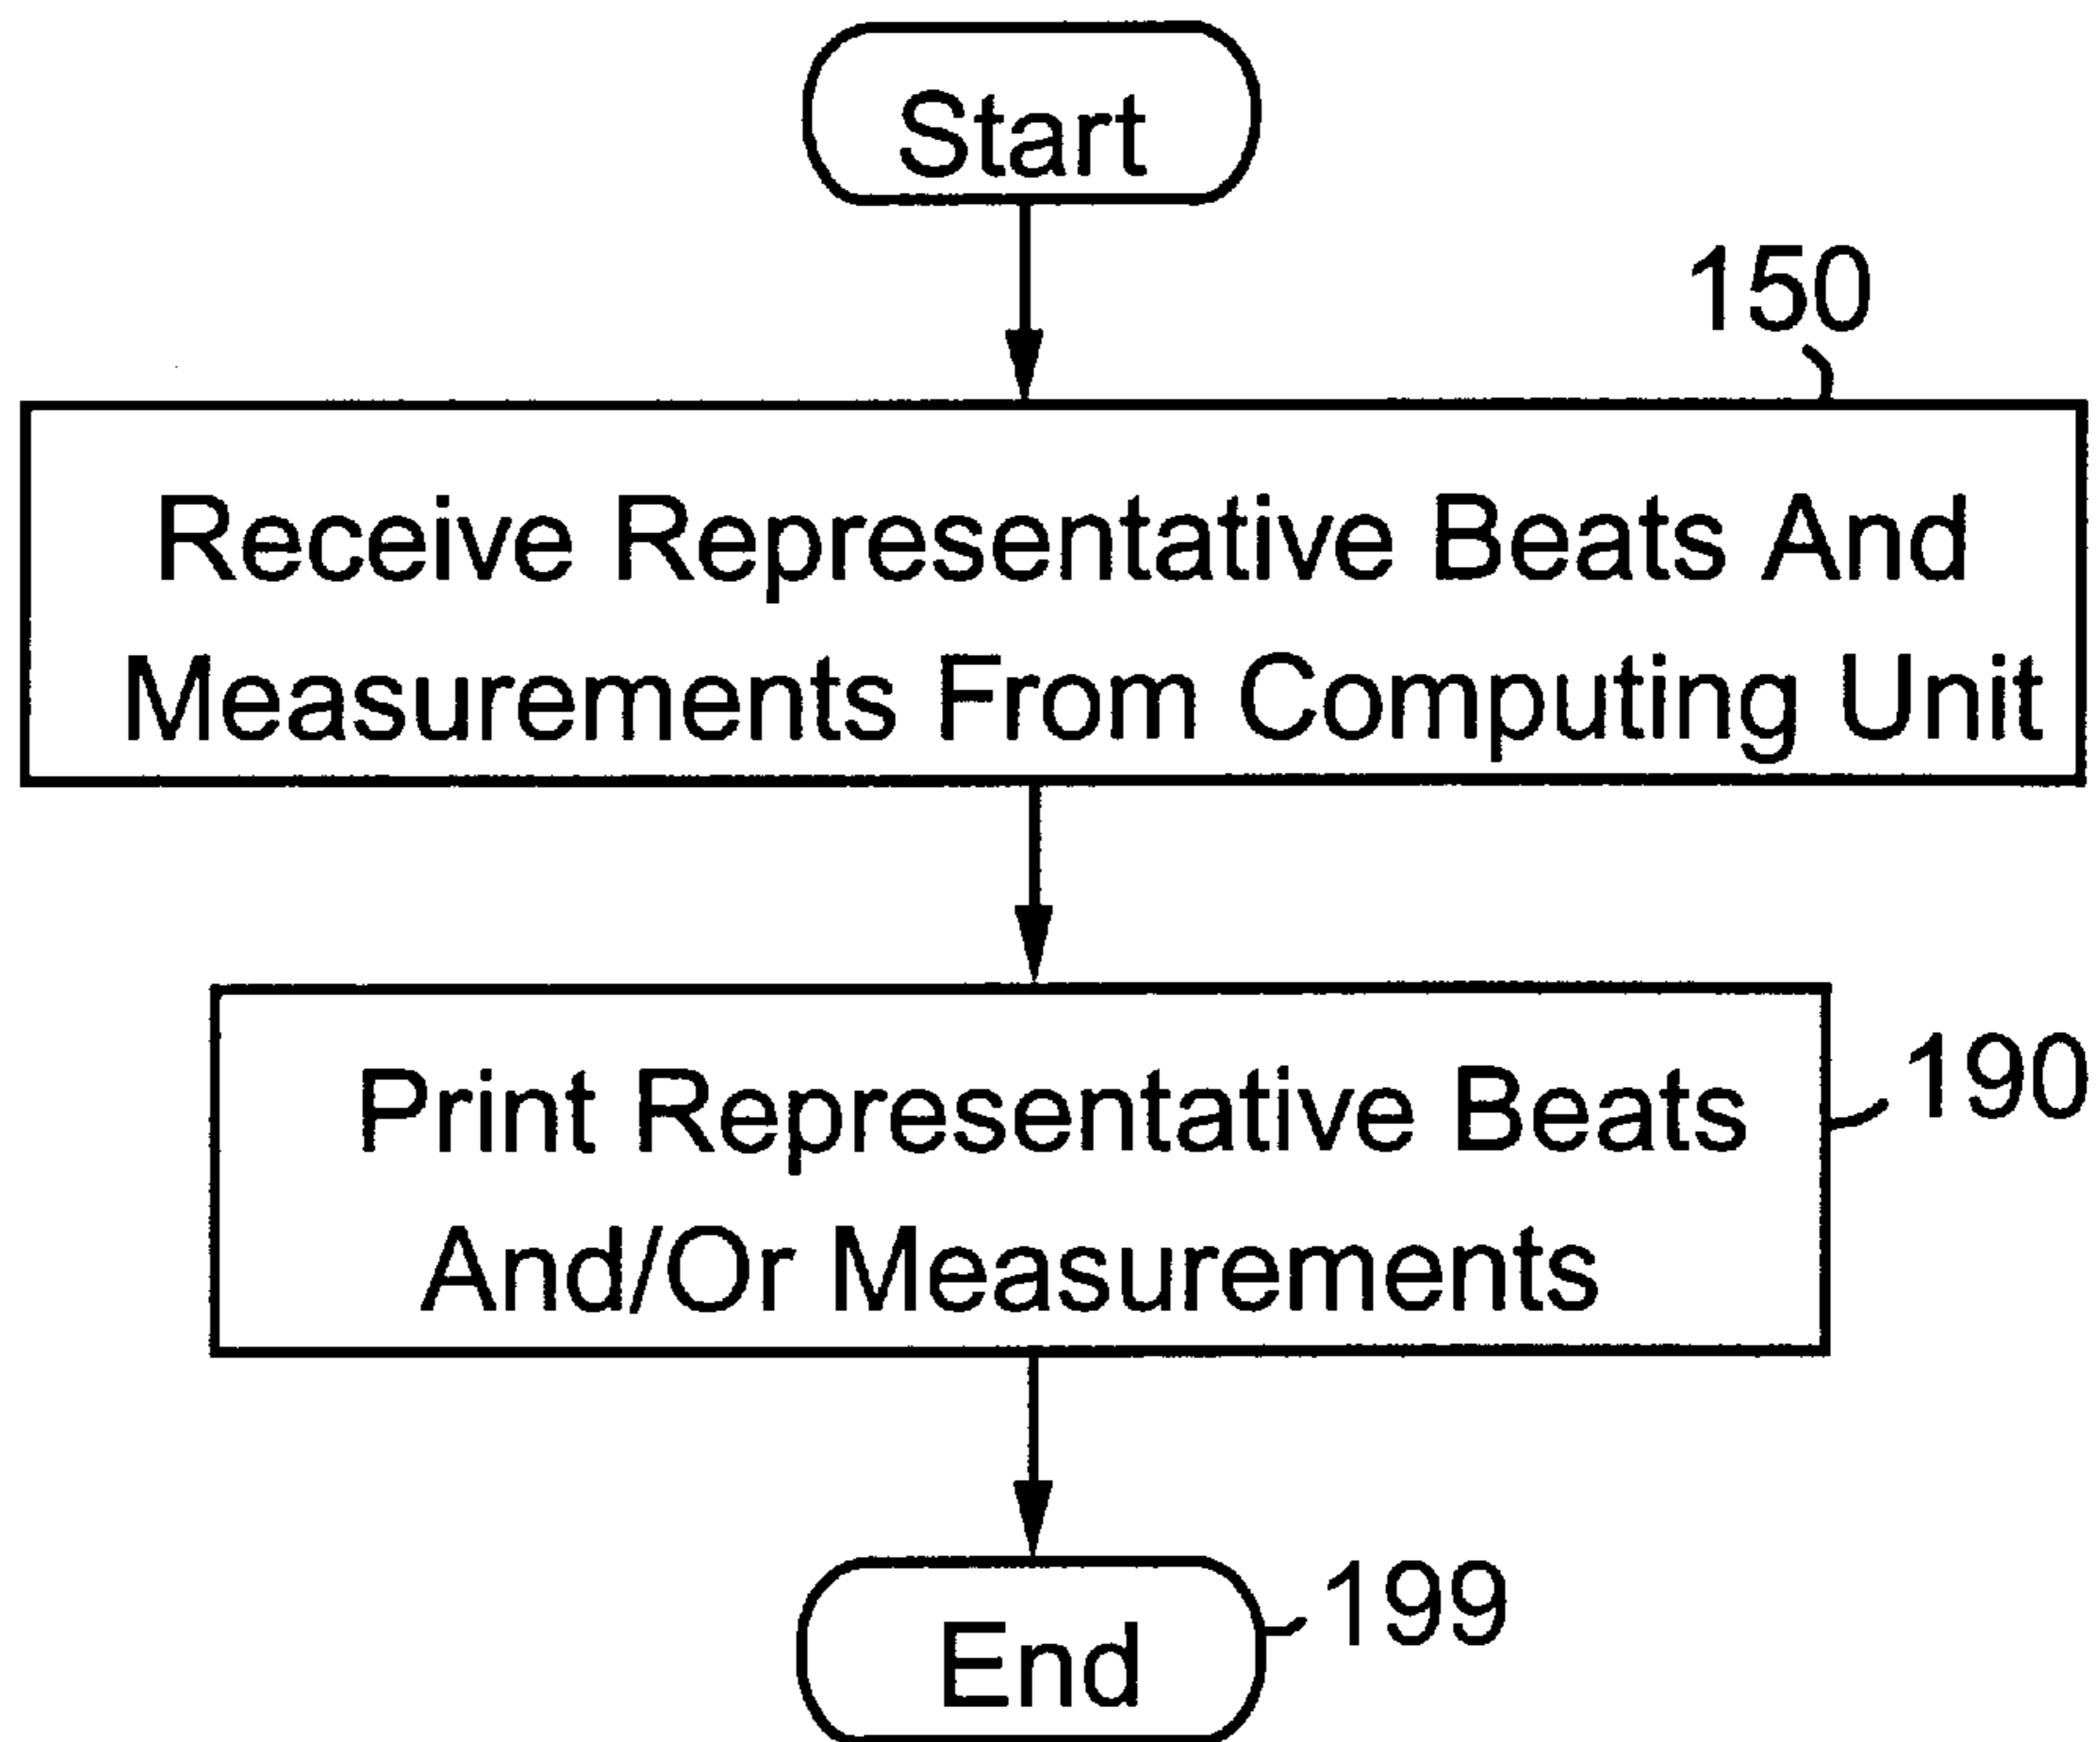 Start
150
Receive Representative Beats And
Measurements From Computing Unit
Print Representative Beats
And/Or Measurements
190
End
199